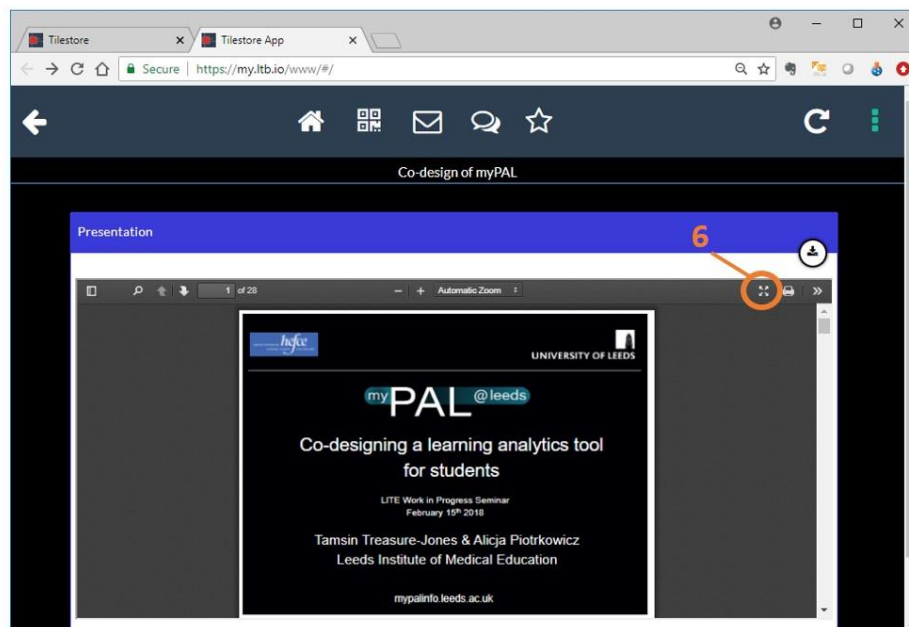 Tilestore
Tilestore App
Secure | https://my.ltb.io/www/#/
Co-design of myPAL
Presentation
6
1 of 28
Automatic Zoom
hefce
UNIVERSITY OF LEEDS
myPAL@leeds
Co-designing a learning analytics tool
for students
LITE Work in Progress Seminar
February 15th 2018
Tamsin Treasure-Jones & Alicja Piotrkowicz
Leeds Institute of Medical Education
mypalinfo.leeds.ac.uk